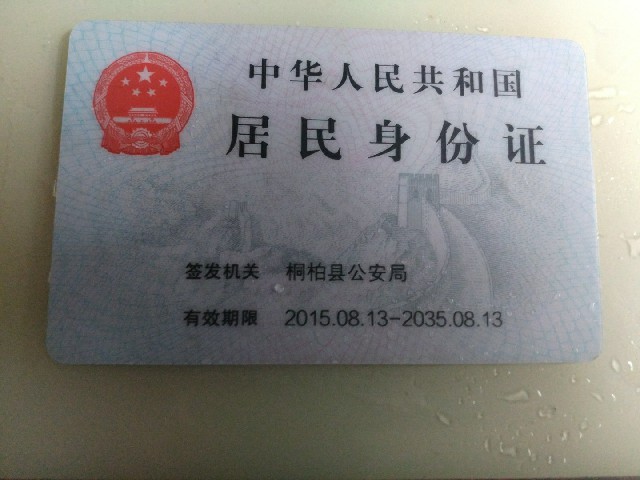 中华人民共和国
居民身份证
签发机关 桐柏县公安局
有效期限 2015.08.13-2035.08.13